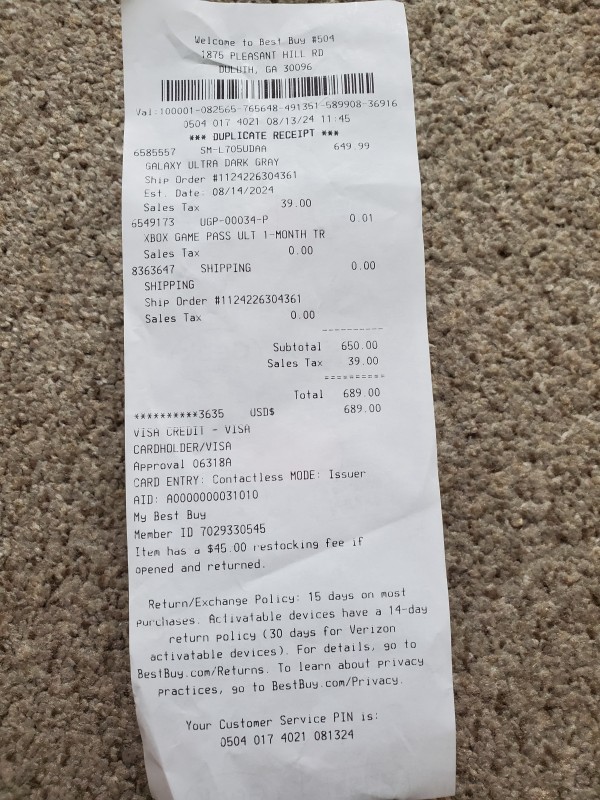 Welcome to Best Buy #504
1875 PLEASANT HILL RD
DULUTH, GA 30096
Val:100001-082565-765648-491351-589908-36916
0504 017 4021 08/13/24 11:45
*** DUPLICATE RECEIPT ***
6585557 SM-L705UDAA 649.99
GALAXY ULTRA DARK GRAY
Ship Order #1124226304361
Est. Date: 08/14/2024
Sales Tax 39.00
6549173 UGP-00034-P 0.01
XBOX GAME PASS ULT 1-MONTH TR
Sales Tax 0.00
8363647 SHIPPING 0.00
SHIPPING
Ship Order #1124226304361
Sales Tax 0.00
----------
Subtotal 650.00
Sales Tax 39.00
==========
Total 689.00
**********3635 USD$ 689.00
VISA CREDIT - VISA
CARDHOLDER/VISA
Approval 06318A
CARD ENTRY: Contactless MODE: Issuer
AID: A0000000031010
My Best Buy
Member ID 7029330545
Item has a $45.00 restocking fee if
opened and returned.
Return/Exchange Policy: 15 days on most
purchases. Activatable devices have a 14-day
return policy (30 days for Verizon
activatable devices). For details, go to
BestBuy.com/Returns. To learn about privacy
practices, go to BestBuy.com/Privacy.
Your Customer Service PIN is:
0504 017 4021 081324